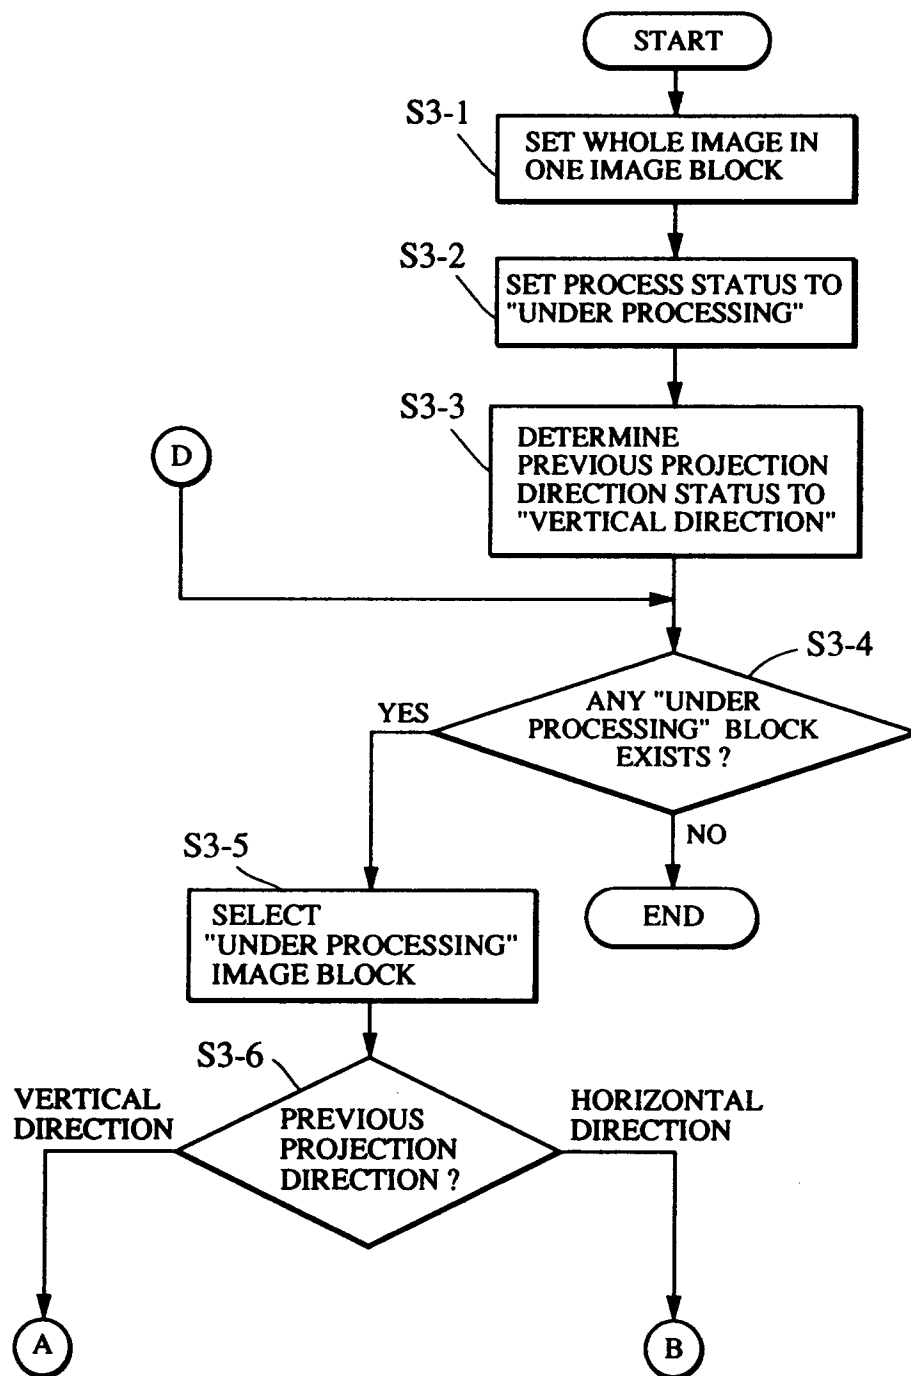 START
S3-1
SET WHOLE IMAGE IN
ONE IMAGE BLOCK
S3-2
SET PROCESS STATUS TO
"UNDER PROCESSING"
S3-3
DETERMINE
PREVIOUS PROJECTION
DIRECTION STATUS TO
"VERTICAL DIRECTION"
D
S3-4
ANY "UNDER
PROCESSING" BLOCK
EXISTS ?
YES
NO
S3-5
SELECT
"UNDER PROCESSING"
IMAGE BLOCK
END
S3-6
PREVIOUS
PROJECTION
DIRECTION ?
VERTICAL
DIRECTION
HORIZONTAL
DIRECTION
A
B